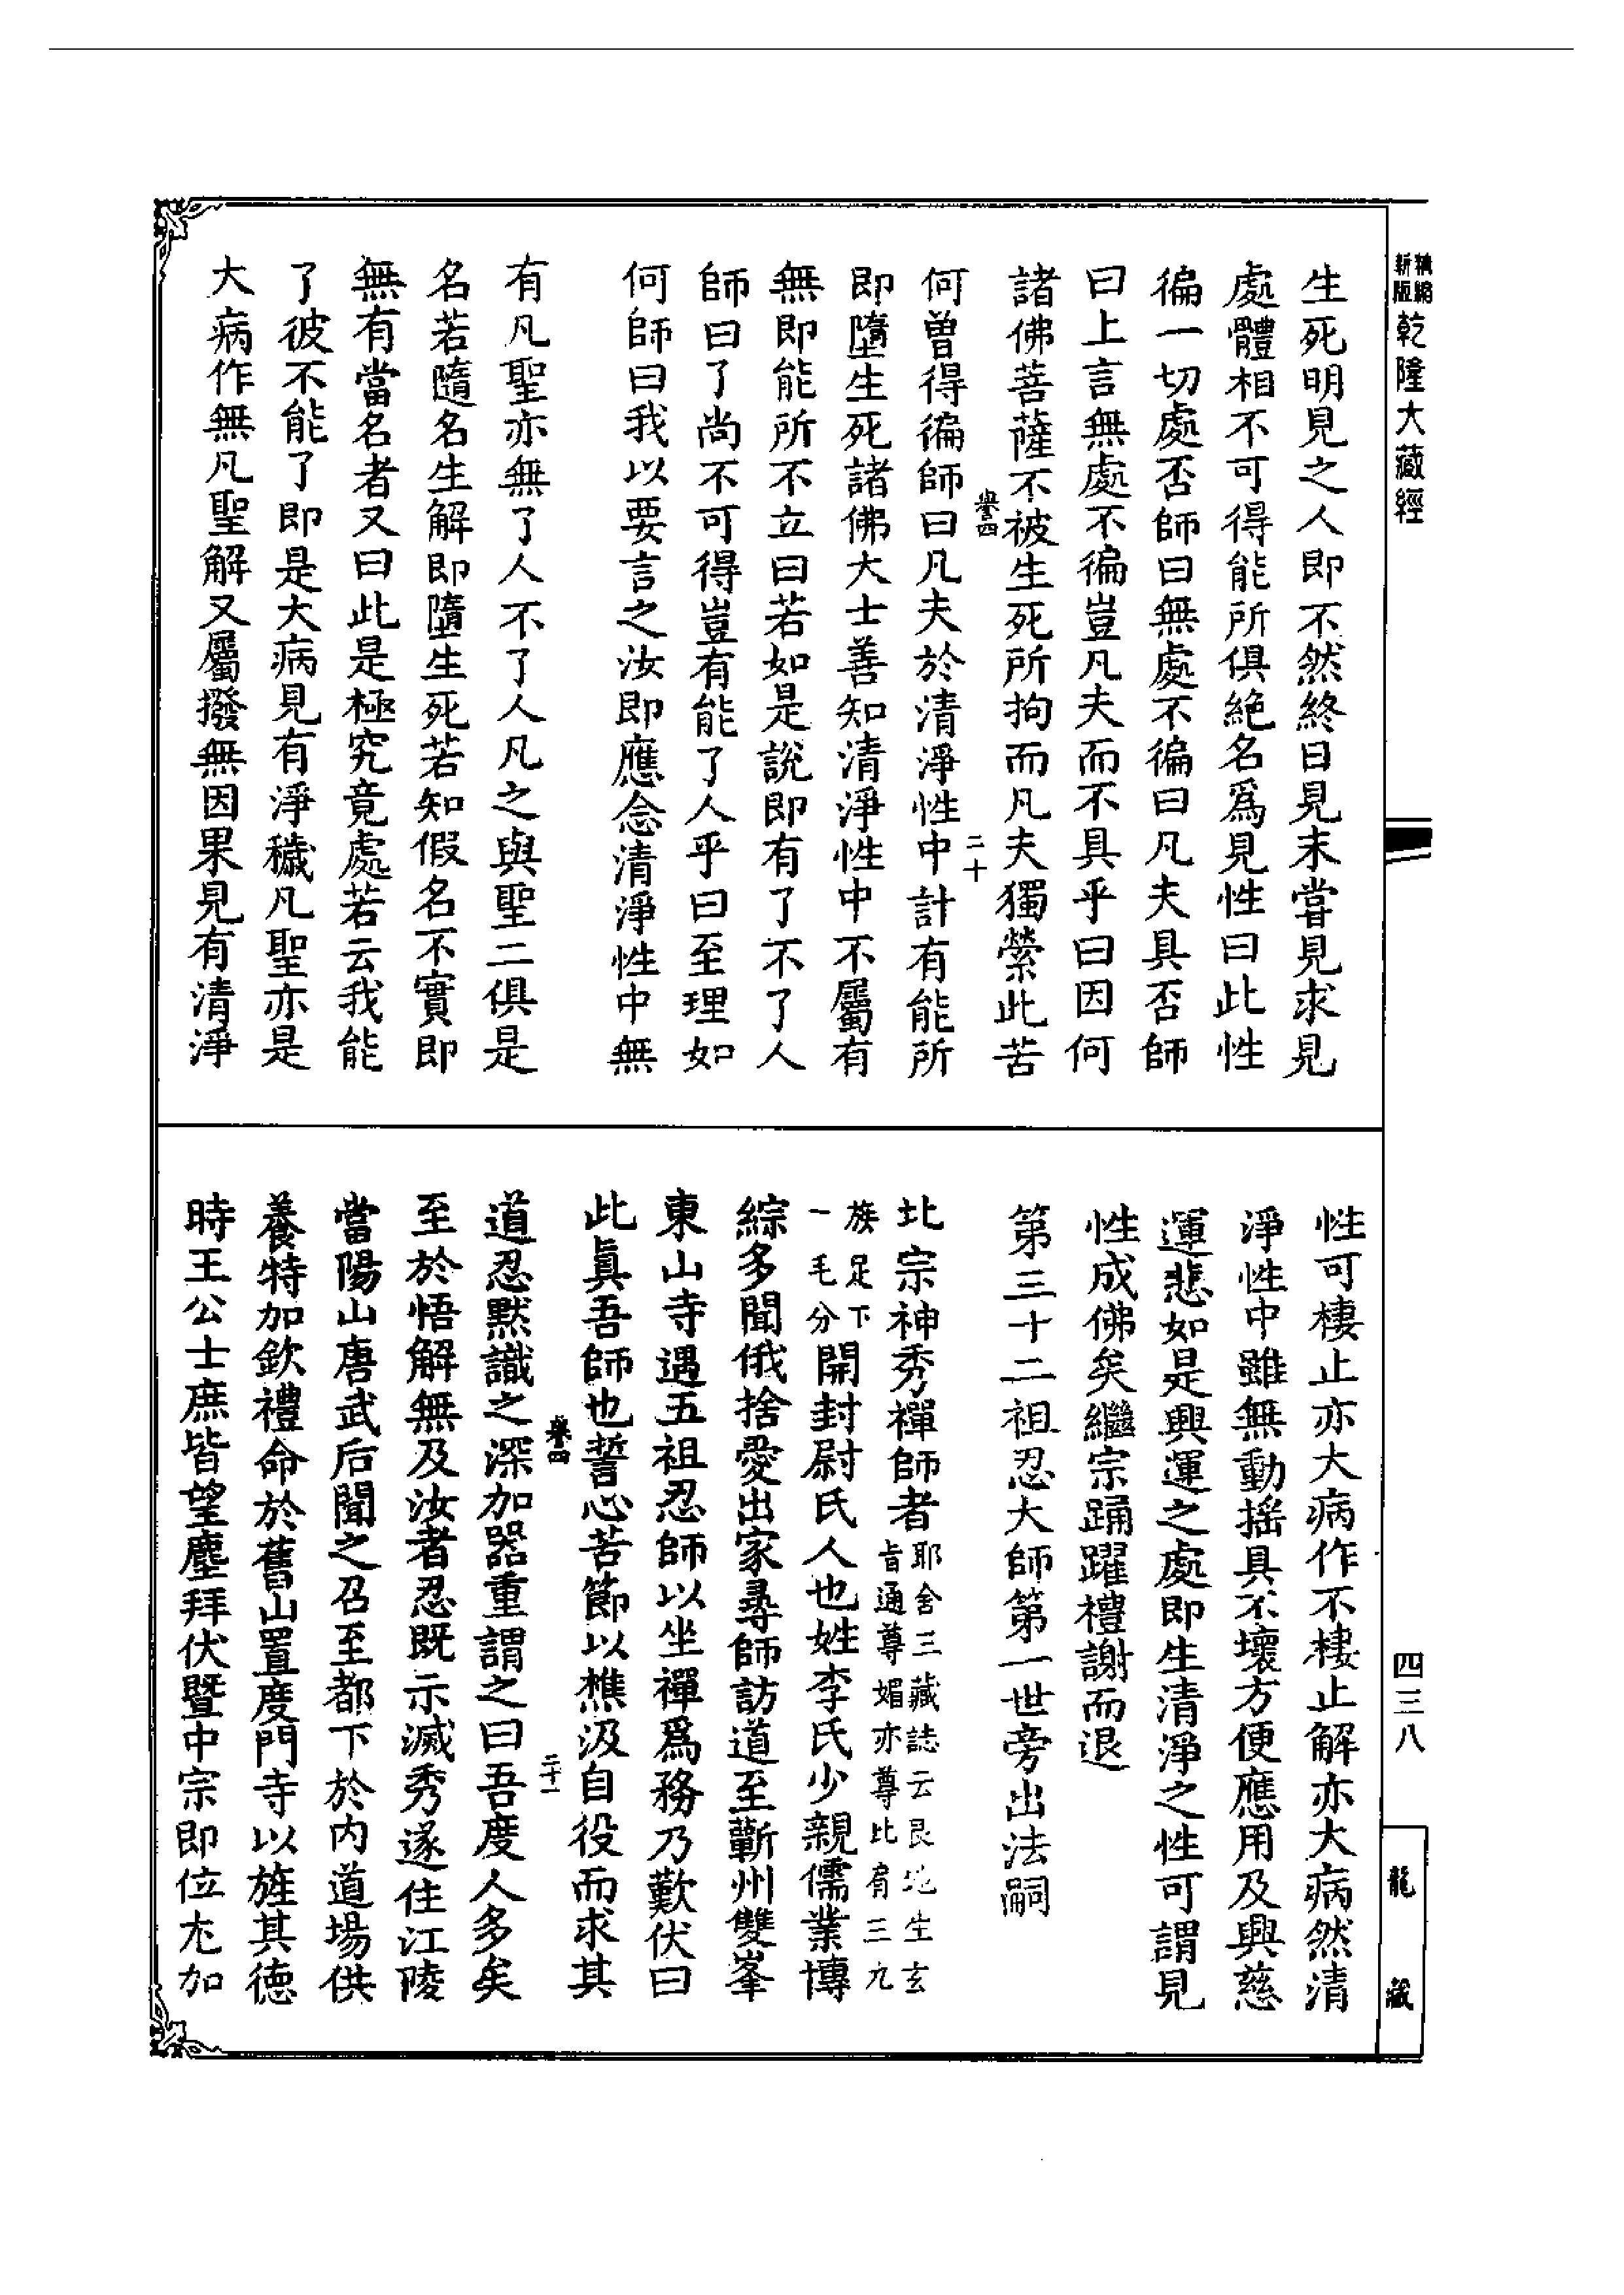 精縮
新版
乾隆大藏經
四三八
龍藏
生死明見之人即不然終日見未嘗見求見
處體相不可得能所俱絶名爲見性曰此性
徧一切處否師曰無處不徧曰凡夫具否師
曰上言無處不徧豈凡夫而不具乎曰因何
諸佛菩薩不被生死所拘而凡夫獨縈此苦
譽四
二十
何曾得徧師曰凡夫於清淨性中計有能所
即墮生死諸佛大士善知清淨性中不屬有
無即能所不立曰若如是說即有了不了人
師曰了尚不可得豈有能了人乎曰至理如
何師曰我以要言之汝即應念清淨性中無
有凡聖亦無了人不了人凡之與聖二俱是
名若隨名生解即墮生死若知假名不實即
無有當名者又曰此是極究竟處若云我能
了彼不能了即是大病見有淨穢凡聖亦是
大病作無凡聖解又屬撥無因果見有清淨
性可棲止亦大病作不棲止解亦大病然清
淨性中雖無動搖具不壞方便應用及興慈
運悲如是興運之處即生清淨之性可謂見
性成佛矣繼宗踊躍禮謝而退
第三十二祖忍大師第一世旁出法嗣
北宗神秀禪師者
耶舍三藏誌云艮地生玄
旨通尊媚亦尊比肩三九
族足下
一毛分
開封尉氏人也姓李氏少親儒業博
綜多聞俄捨愛出家尋師訪道至蘄州雙峯
東山寺遇五祖忍師以坐禪爲務乃歎伏曰
此真吾師也誓心苦節以樵汲自役而求其
譽四
二十一
道忍默識之深加器重謂之曰吾度人多矣
至於悟解無及汝者忍既示滅秀遂住江陵
當陽山唐武后聞之召至都下於内道場供
養特加欽禮命於舊山置度門寺以旌其德
時王公士庶皆望塵拜伏暨中宗即位尤加